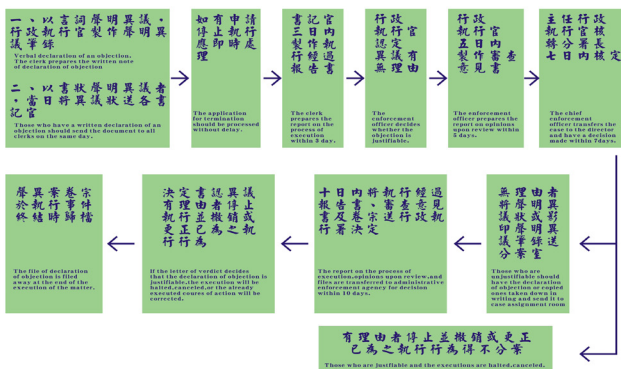 一、以言詞聲明異議，
行政執行官製作聲明異
議筆錄
Verbal declaration of an objection.
The clerk prepares the written note
of declaration of objection
二、以書狀聲明異議者
，當日將異議狀送各書
記官
Those who have a written declaration of an
objection should send the document to all
clerks on the same day.
如有申請
停止執行
應即時處
理
The application
for termination
should be processed
without delay.
書記官
三日內
製作執
行經過
報告書
The clerk
prepares the
report on the
process of
execution
within 3 day.
行政
執行官
認定
異議有
無理由
The
enforcement
officer decides
whether the
objection is
justifiable.
行政
執行官
五日內
製作審查
意見書
The enforcement
officer prepares the
report on opinions
upon review within
5 days.
主任行政
執行官核
轉分署長
七日內核定
The chief
enforcement
officer transfers the
case to the director
and have a decision
made within 7days.
無理由者
將聲明異
議狀或影
印聲明異
議筆錄送
分案室
Those who are
unjustifiable should
have the declaration
of objection or copied
ones taken down in
writing and send it to
case assignment room
十日內將執行經過
報告書、審查意見
書及卷宗送行政執
行署決定
The report on the process of
execution,opinions upon review,and
files are transferred to administrative
enforcement agency for decision
within 10 days.
決定書認異議
有理由者停止
執行並撤銷或
更正已為之執
行行為
If the letter of verdict decides
that the declaration of objection is
justifiable,the execution will be
halted,canceled,or the already
executed coures of action will be
corrected.
聲明異議案卷宗
於執行事件
終結時歸檔
The file of declaration
of objection is filed
away at the end of the
execution of the matter.
有理由者停止並撤銷或更正
已為之執行行為得不分案
Those who are justifiable and the executions are halted,canceled,